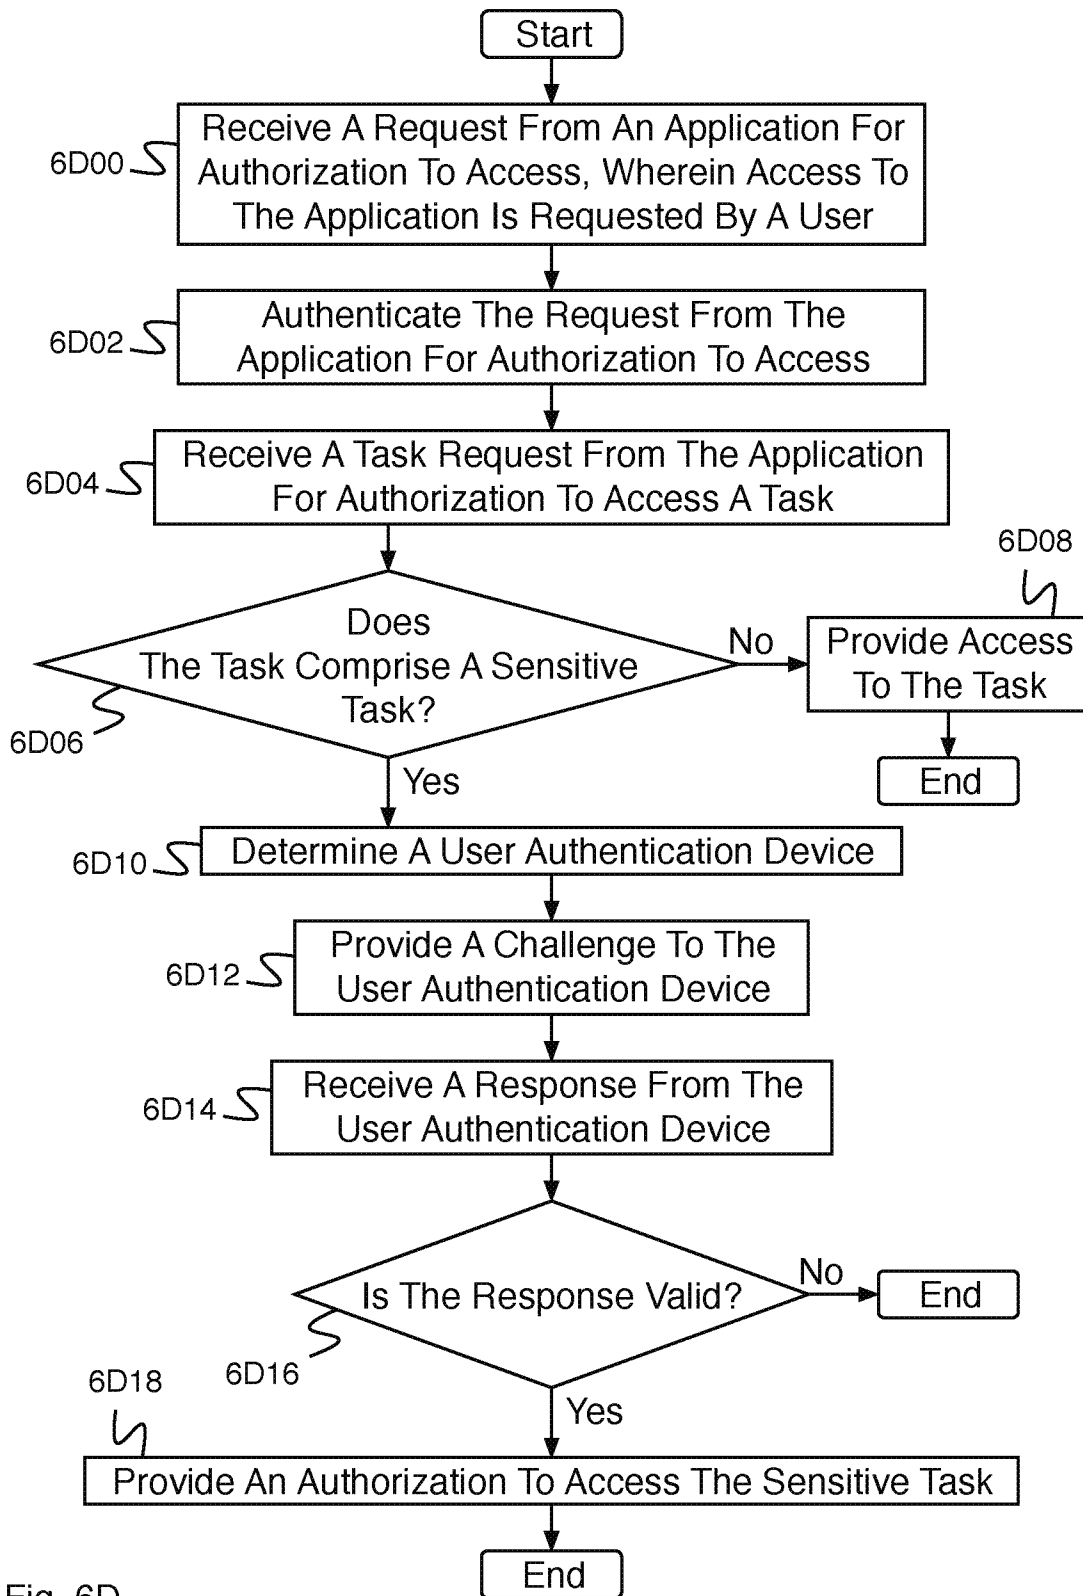 Start
6D00
Receive A Request From An Application For
Authorization To Access, Wherein Access To
The Application Is Requested By A User
6D02
Authenticate The Request From The
Application For Authorization To Access
6D04
Receive A Task Request From The Application
For Authorization To Access A Task
6D08
Does
The Task Comprise A Sensitive
Task?
6D06
No
Provide Access
To The Task
End
Yes
6D10
Determine A User Authentication Device
6D12
Provide A Challenge To The
User Authentication Device
6D14
Receive A Response From The
User Authentication Device
Is The Response Valid?
No
End
6D16
6D18
Yes
Provide An Authorization To Access The Sensitive Task
End
Fig. 6D